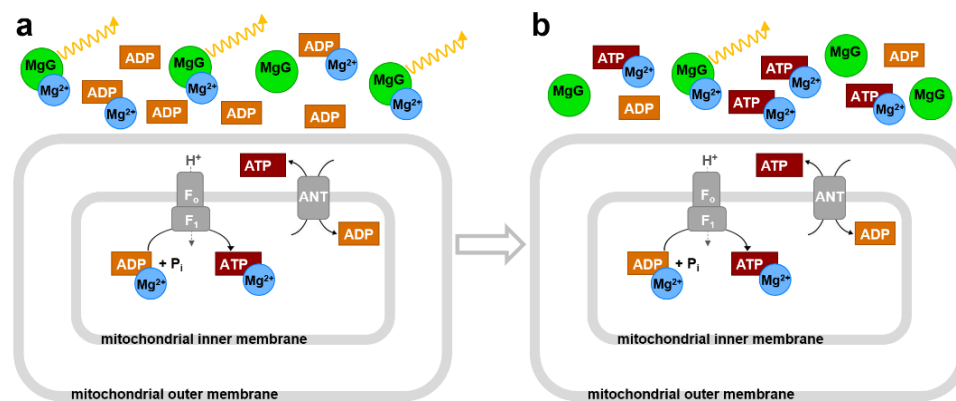 a
MgG
Mg²⁺
ADP
Mg²⁺
ADP
ADP
MgG
Mg²⁺
ADP
MgG
ADP
Mg²⁺
ADP
MgG
Mg²⁺
H⁺
Fₒ
F₁
ATP
ANT
ADP
ADP
Mg²⁺
+ Pᵢ
ATP
Mg²⁺
mitochondrial inner membrane
mitochondrial outer membrane
b
MgG
ATP
Mg²⁺
ADP
MgG
Mg²⁺
ATP
Mg²⁺
ATP
Mg²⁺
MgG
ATP
Mg²⁺
ADP
MgG
H⁺
Fₒ
F₁
ATP
ANT
ADP
ADP
Mg²⁺
+ Pᵢ
ATP
Mg²⁺
mitochondrial inner membrane
mitochondrial outer membrane